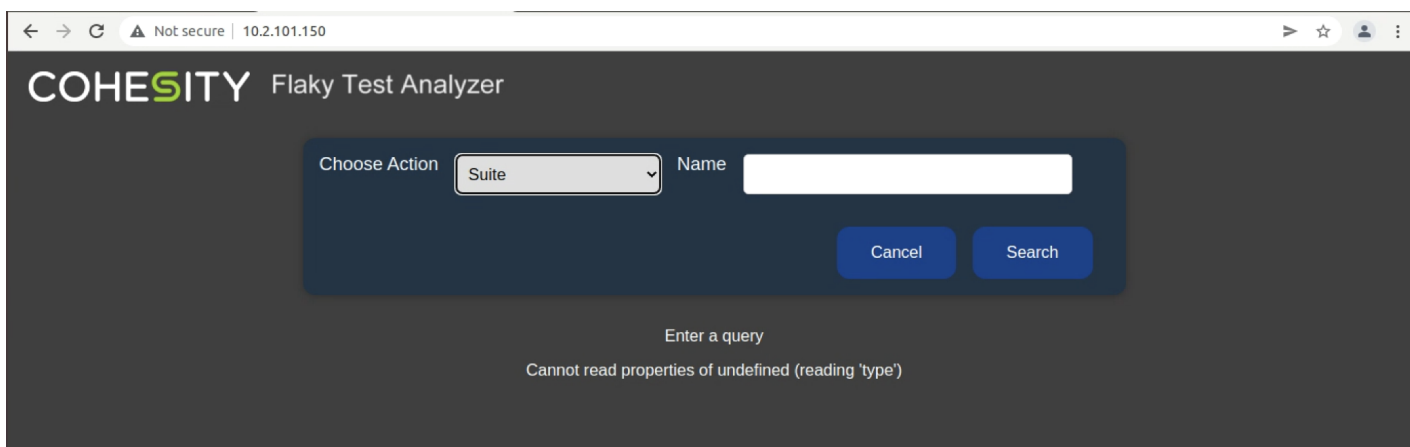 Not secure | 10.2.101.150
COHESITY Flaky Test Analyzer
Choose Action Suite Name
Cancel Search
Enter a query
Cannot read properties of undefined (reading 'type')